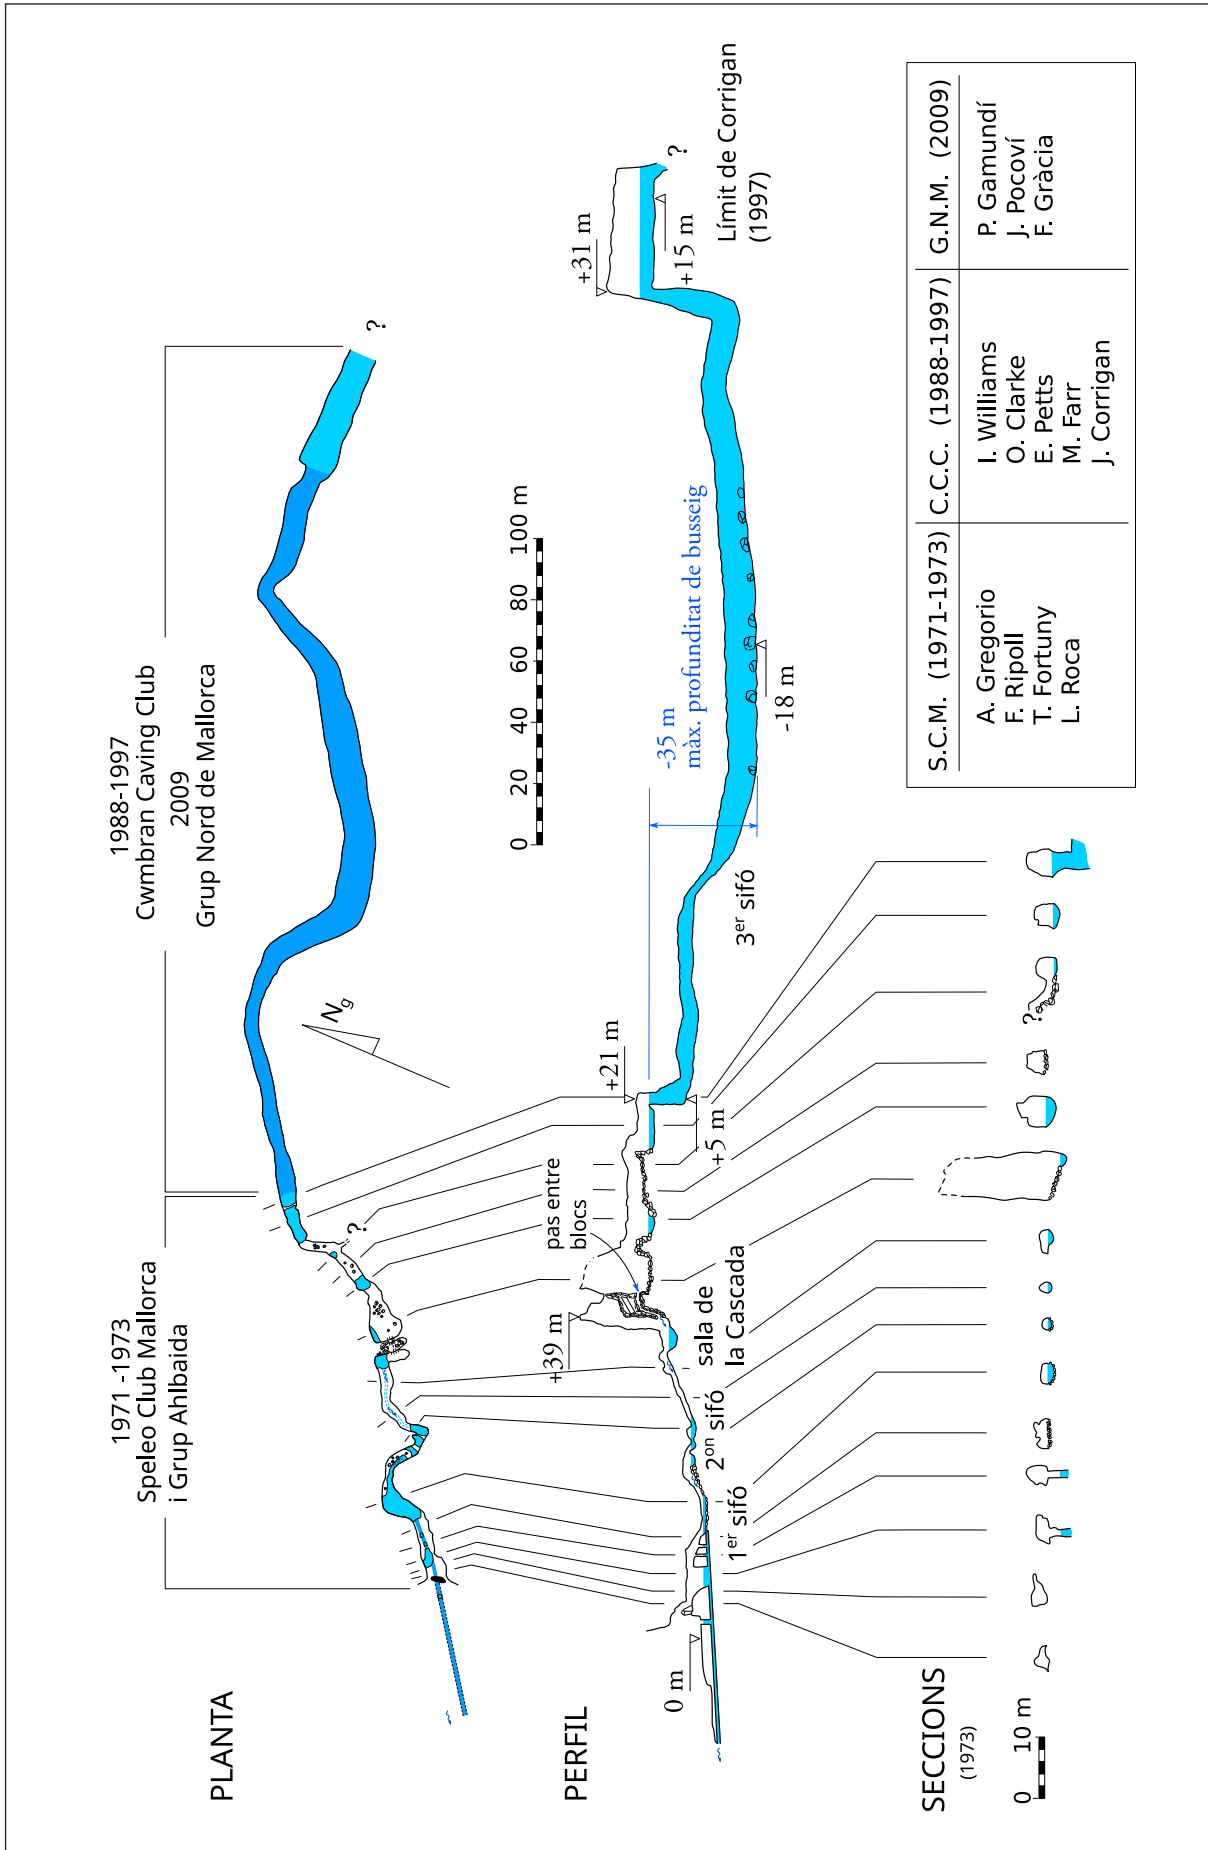 PLANTA
1971 -1973
Speleo Club Mallorca
i Grup Ahlbaida
1988-1997
Cwmbran Caving Club
2009
Grup Nord de Mallorca
?
?
Ng
0 20 40 60 80 100 m
PERFIL
0 m
1er sifó
2on sifó
+39 m
sala de
la Cascada
pas entre
blocs
+21 m
+5 m
3er sifó
-35 m
màx. profunditat de busseig
-18 m
+31 m
+15 m
?
Límit de Corrigan
(1997)
SECCIONS
(1973)
0 10 m
?
S.C.M. (1971-1973)
A. Gregorio
F. Ripoll
T. Fortuny
L. Roca
C.C.C. (1988-1997)
I. Williams
O. Clarke
E. Petts
M. Farr
J. Corrigan
G.N.M. (2009)
P. Gamundí
J. Pocoví
F. Gràcia